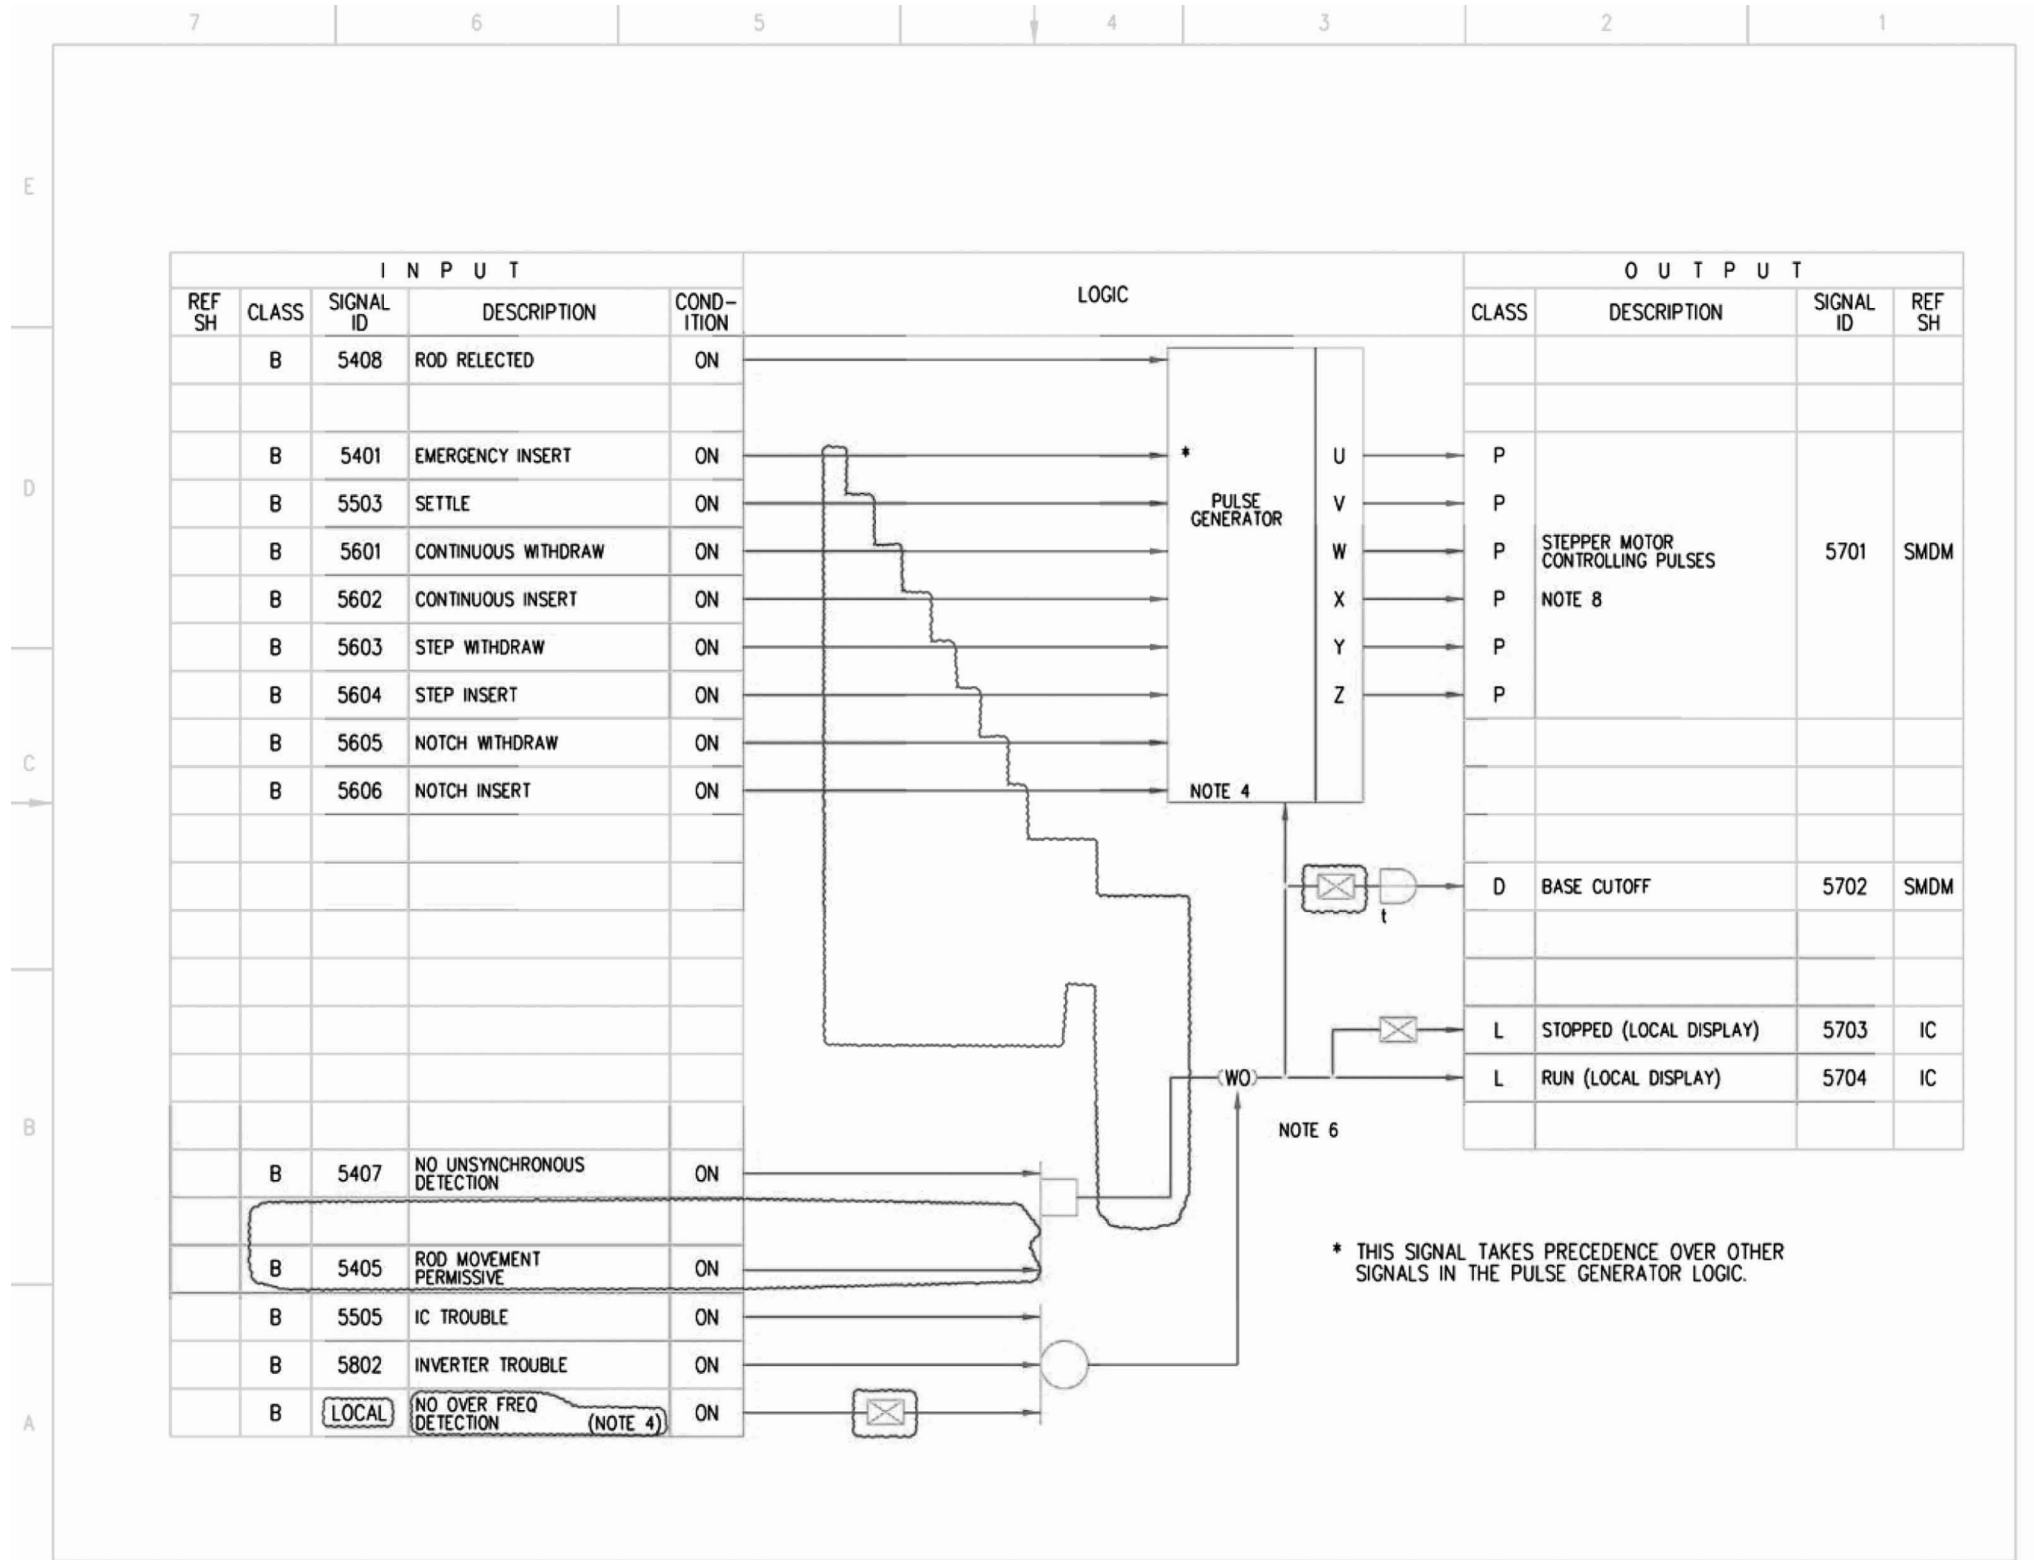 7 6 5 4 3 2 1
E
I N P U T
LOGIC
O U T P U T
REF SH CLASS SIGNAL ID DESCRIPTION COND-ITION
CLASS DESCRIPTION SIGNAL ID REF SH
B 5408 ROD RELECTED ON
B 5401 EMERGENCY INSERT ON * U P
D
B 5503 SETTLE ON PULSE GENERATOR V P
B 5601 CONTINUOUS WITHDRAW ON W P STEPPER MOTOR CONTROLLING PULSES 5701 SMDM
B 5602 CONTINUOUS INSERT ON X P NOTE 8
B 5603 STEP WITHDRAW ON Y P
B 5604 STEP INSERT ON Z P
B 5605 NOTCH WITHDRAW ON
C
B 5606 NOTCH INSERT ON NOTE 4
D BASE CUTOFF 5702 SMDM
t
L STOPPED (LOCAL DISPLAY) 5703 IC
(WO) L RUN (LOCAL DISPLAY) 5704 IC
B
NOTE 6
B 5407 NO UNSYNCHRONOUS DETECTION ON
B 5405 ROD MOVEMENT PERMISSIVE ON
* THIS SIGNAL TAKES PRECEDENCE OVER OTHER
SIGNALS IN THE PULSE GENERATOR LOGIC.
B 5505 IC TROUBLE ON
B 5802 INVERTER TROUBLE ON
A
B LOCAL NO OVER FREQ DETECTION (NOTE 4) ON